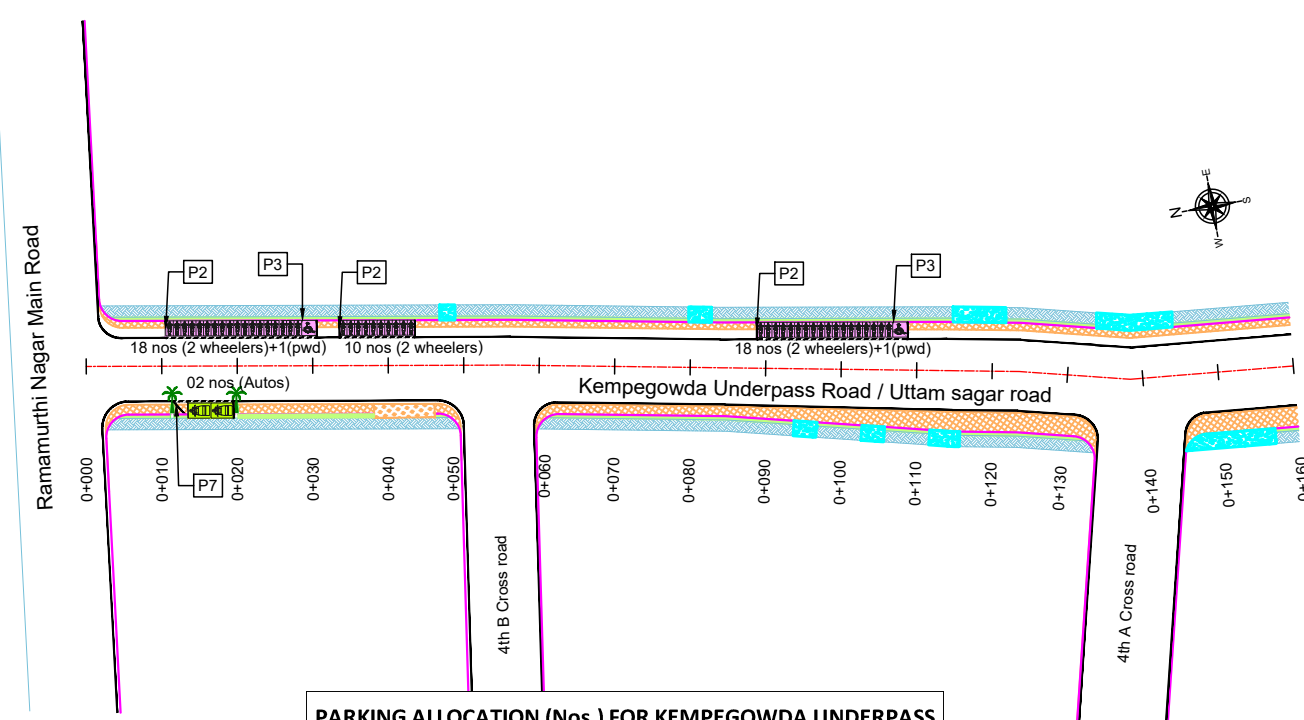 E
N
S
W
P2
P3
P2
P2
P3
18 nos (2 wheelers)+1(pwd)
10 nos (2 wheelers)
18 nos (2 wheelers)+1(pwd)
02 nos (Autos)
Kempegowda Underpass Road / Uttam sagar road
Ramamurthi Nagar Main Road
P7
0+000
0+010
0+020
0+030
0+040
0+050
0+060
0+070
0+080
0+090
0+100
0+110
0+120
0+130
0+140
0+150
0+160
4th B Cross road
4th A Cross road
PARKING ALLOCATION (Nos.) FOR KEMPEGOWDA UNDERPASS